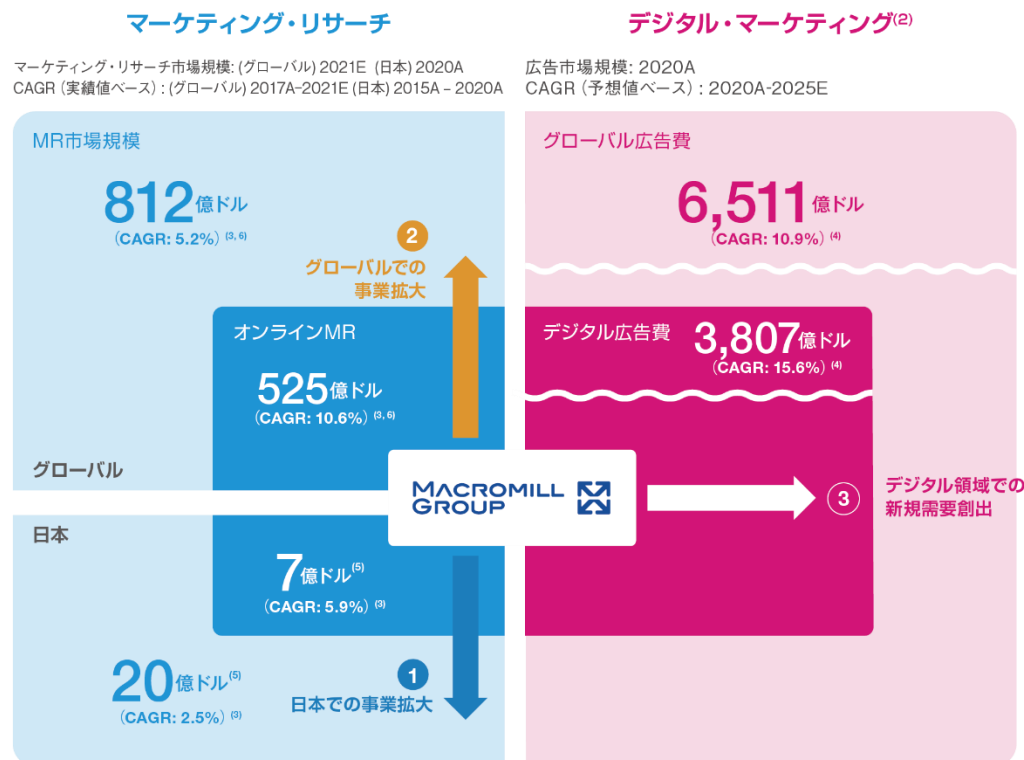 マーケティング・リサーチ
マーケティング・リサーチ市場規模: (グローバル) 2021E (日本) 2020A
CAGR (実績値ベース) : (グローバル) 2017A–2021E (日本) 2015A – 2020A
MR市場規模
812億ドル
(CAGR: 5.2%) (3, 6)
2
グローバルでの
事業拡大
オンラインMR
525億ドル
(CAGR: 10.6%) (3, 6)
グローバル
日本
7億ドル(5)
(CAGR: 5.9%) (3)
20億ドル(5)
(CAGR: 2.5%) (3)
1
日本での事業拡大
MACROMILL
GROUP
デジタル・マーケティング(2)
広告市場規模: 2020A
CAGR (予想値ベース) : 2020A-2025E
グローバル広告費
6,511億ドル
(CAGR: 10.9%) (4)
デジタル広告費 3,807億ドル
(CAGR: 15.6%) (4)
3
デジタル領域での
新規需要創出